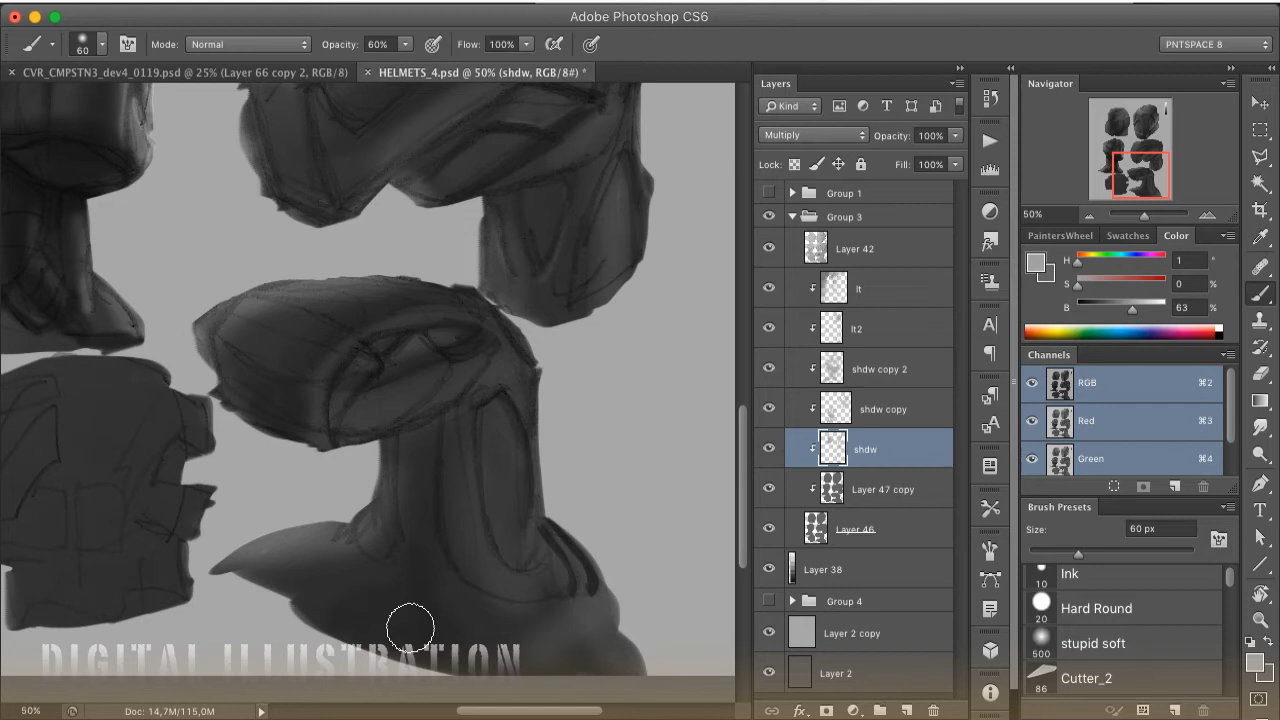 Adobe Photoshop CS6
60 Mode: Normal Opacity: 60% Flow: 100% PNTSPACE 8
× CVR_CMPSTN3_dev4_0119.psd @ 25% (Layer 66 copy 2, RGB/8) × HELMETS_4.psd @ 50% (shdw, RGB/8#) *
Layers
Kind
Multiply Opacity: 100%
Lock: Fill: 100%
Group 1
Group 3
Layer 42
lt
lt2
shdw copy 2
shdw copy
shdw
Layer 47 copy
Layer 46
Layer 38
Group 4
Layer 2 copy
Layer 2
Navigator
50%
PaintersWheel Swatches Color
H 1 °
S 0 %
B 63 %
Channels
RGB ⌘2
Red ⌘3
Green ⌘4
Brush Presets
Size: 60 px
Ink
10
Hard Round
20
stupid soft
500
Cutter_2
86
DIGITAL ILLUSTRATION
50% Doc: 14,7M/115,0M